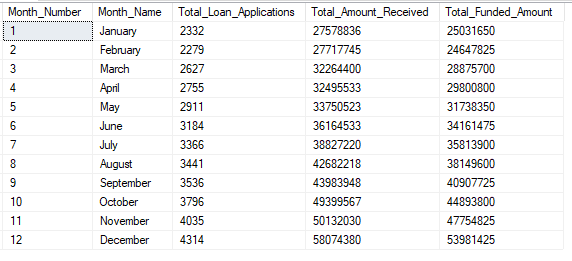 Month_Number Month_Name Total_Loan_Applications Total_Amount_Received Total_Funded_Amount
1 January 2332 27578836 25031650
2 February 2279 27717745 24647825
3 March 2627 32264400 28875700
4 April 2755 32495533 29800800
5 May 2911 33750523 31738350
6 June 3184 36164533 34161475
7 July 3366 38827220 35813900
8 August 3441 42682218 38149600
9 September 3536 43983948 40907725
10 October 3796 49399567 44893800
11 November 4035 50132030 47754825
12 December 4314 58074380 53981425